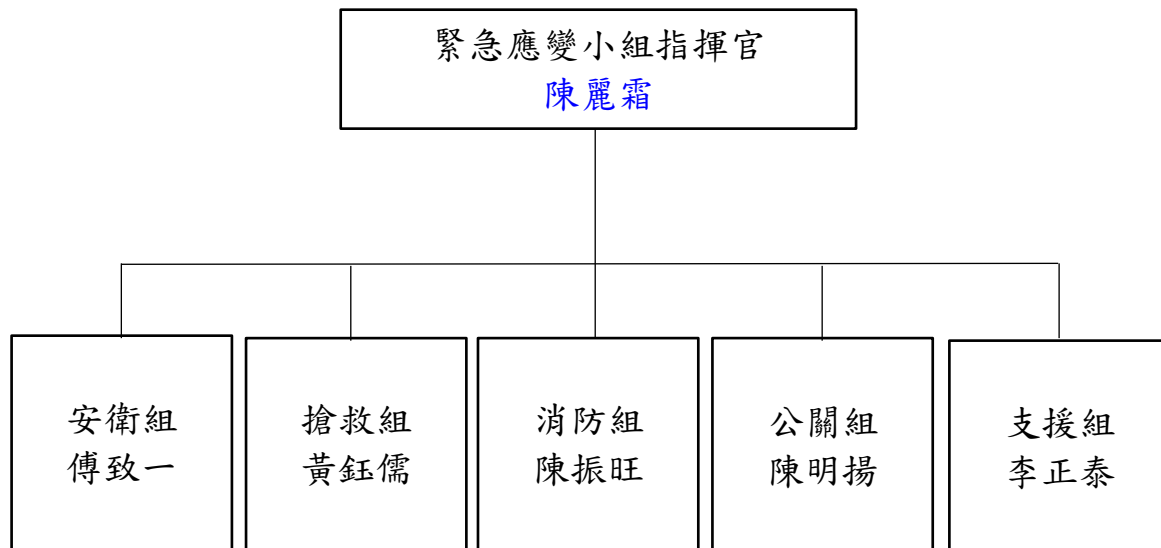 緊急應變小組指揮官
陳麗霜
安衛組
傅致一
搶救組
黃鈺儒
消防組
陳振旺
公關組
陳明揚
支援組
李正泰